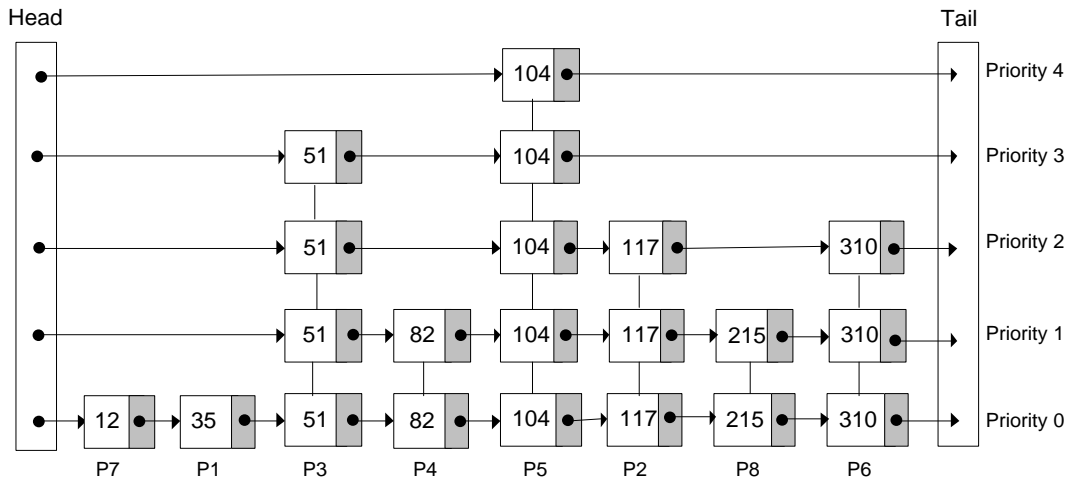 Head Tail
104 Priority 4
51 104 Priority 3
51 104 117 310 Priority 2
51 82 104 117 215 310 Priority 1
12 35 51 82 104 117 215 310 Priority 0
P7 P1 P3 P4 P5 P2 P8 P6